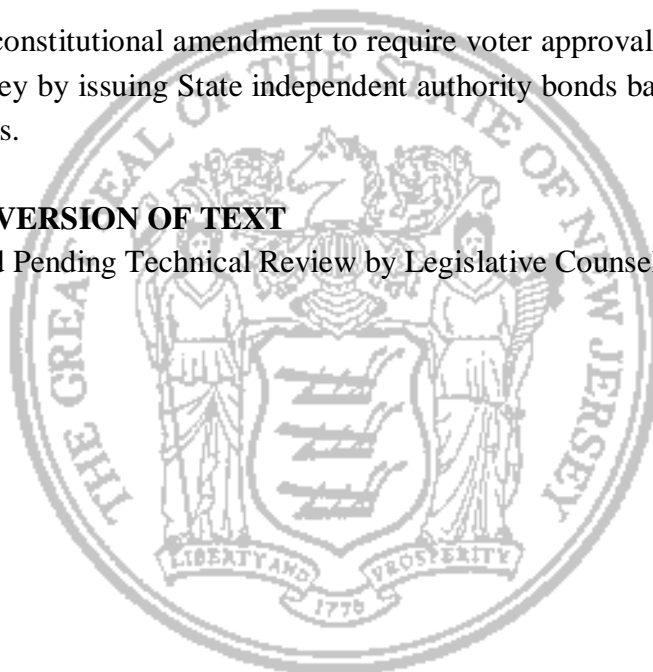 constitutional amendment to require voter approval
ey by issuing State independent authority bonds ba
s.
VERSION OF TEXT
d Pending Technical Review by Legislative Counsel
THE GREAT SEAL OF THE STATE OF NEW JERSEY
LIBERTY AND PROSPERITY
1776